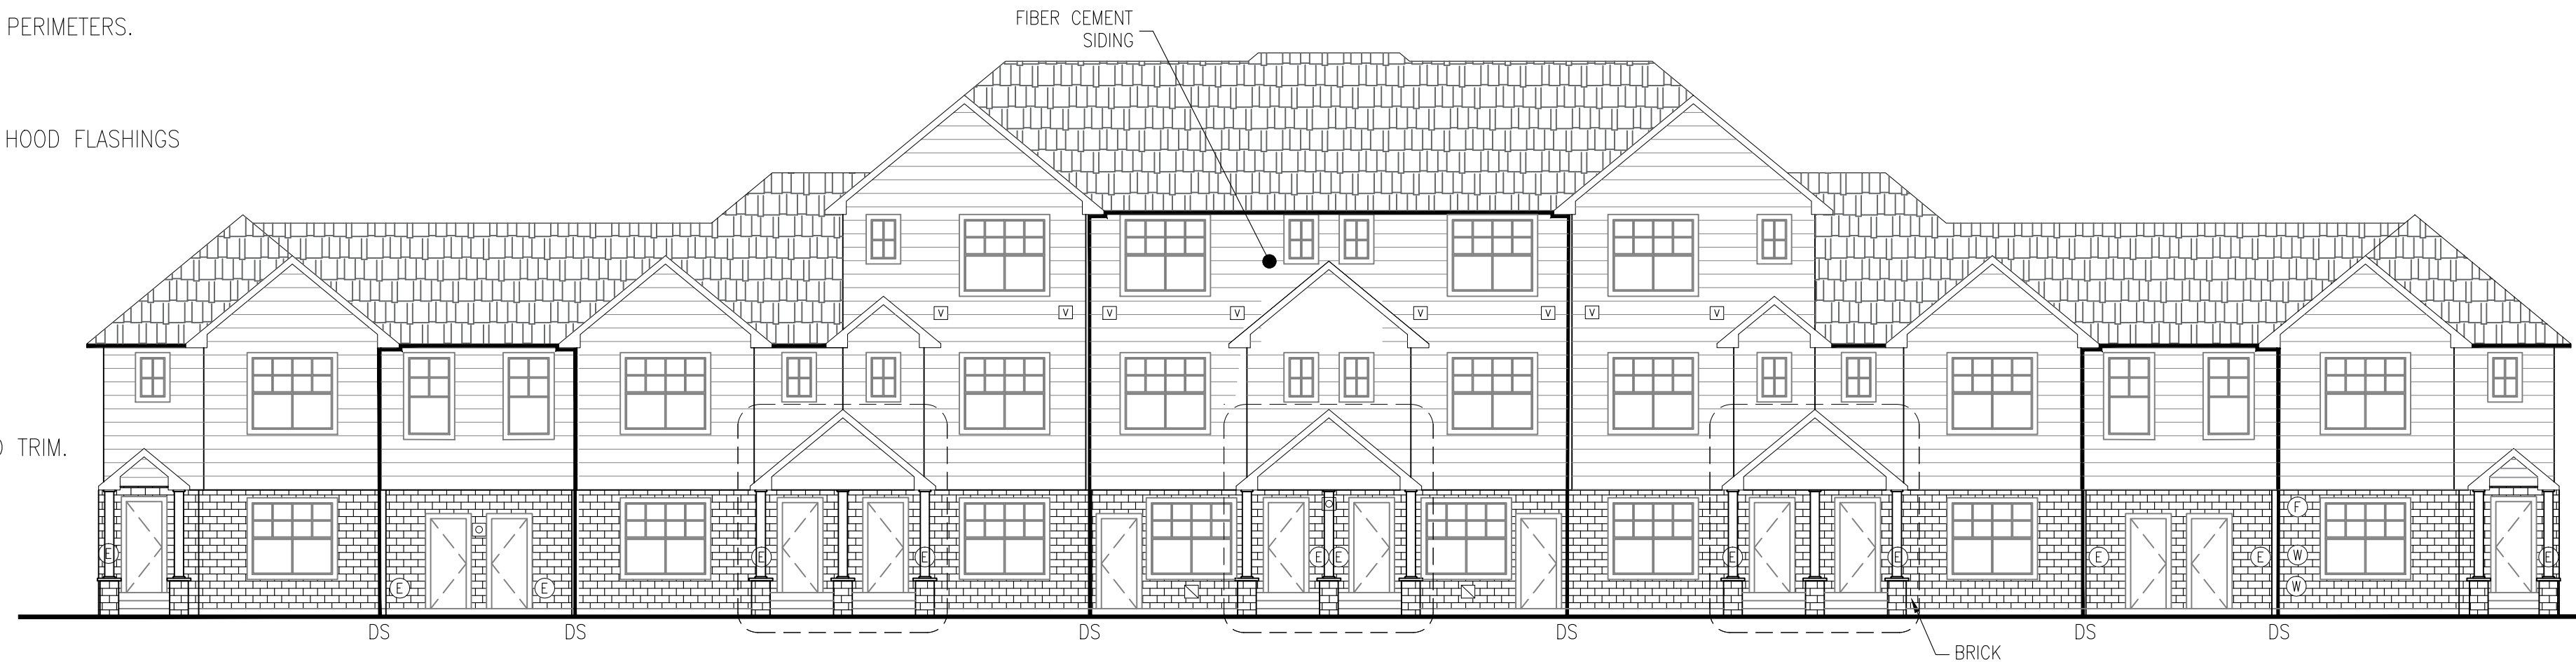 PERIMETERS.
FIBER CEMENT
SIDING
HOOD FLASHINGS
V V V V V V V V
TRIM.
F
E E E E E E E E E W E
E E W
DS DS DS DS DS DS
BRICK